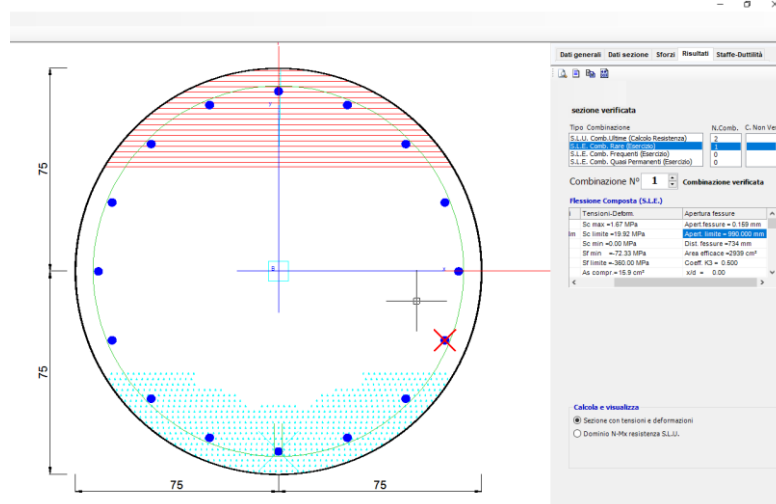 Dati generali Dati sezione Sforzi Risultati Staffe-Duttilità
sezione verificata
Tipo Combinazione N.Comb. C. Non Ve
S.L.U. Comb.Ultime (Calcolo Resistenza) 2
S.L.E. Comb. Rare (Esercizio) 1
S.L.E. Comb. Frequenti (Esercizio) 0
S.L.E. Comb. Quasi Permanenti (Esercizio) 0
Combinazione N° 1 Combinazione verificata
Flessione Composta (S.L.E.)
Tensioni-Deform. Apertura fessure
Sc max =1.67 MPa Apert.fessure = 0.159 mm
Sc limite =19.92 MPa Apert. limite = 990.000 mm
Sc min =0.00 MPa Dist. fessure =734 mm
Sf min =-72.33 MPa Area efficace =2939 cm²
Sf limite =-360.00 MPa Coeff. K3 = 0.500
As compr.= 15.9 cm² x/d = 0.00
75
75
75
75
B
Calcola e visualizza
Sezione con tensioni e deformazioni
Dominio N-Mx resistenza S.L.U.